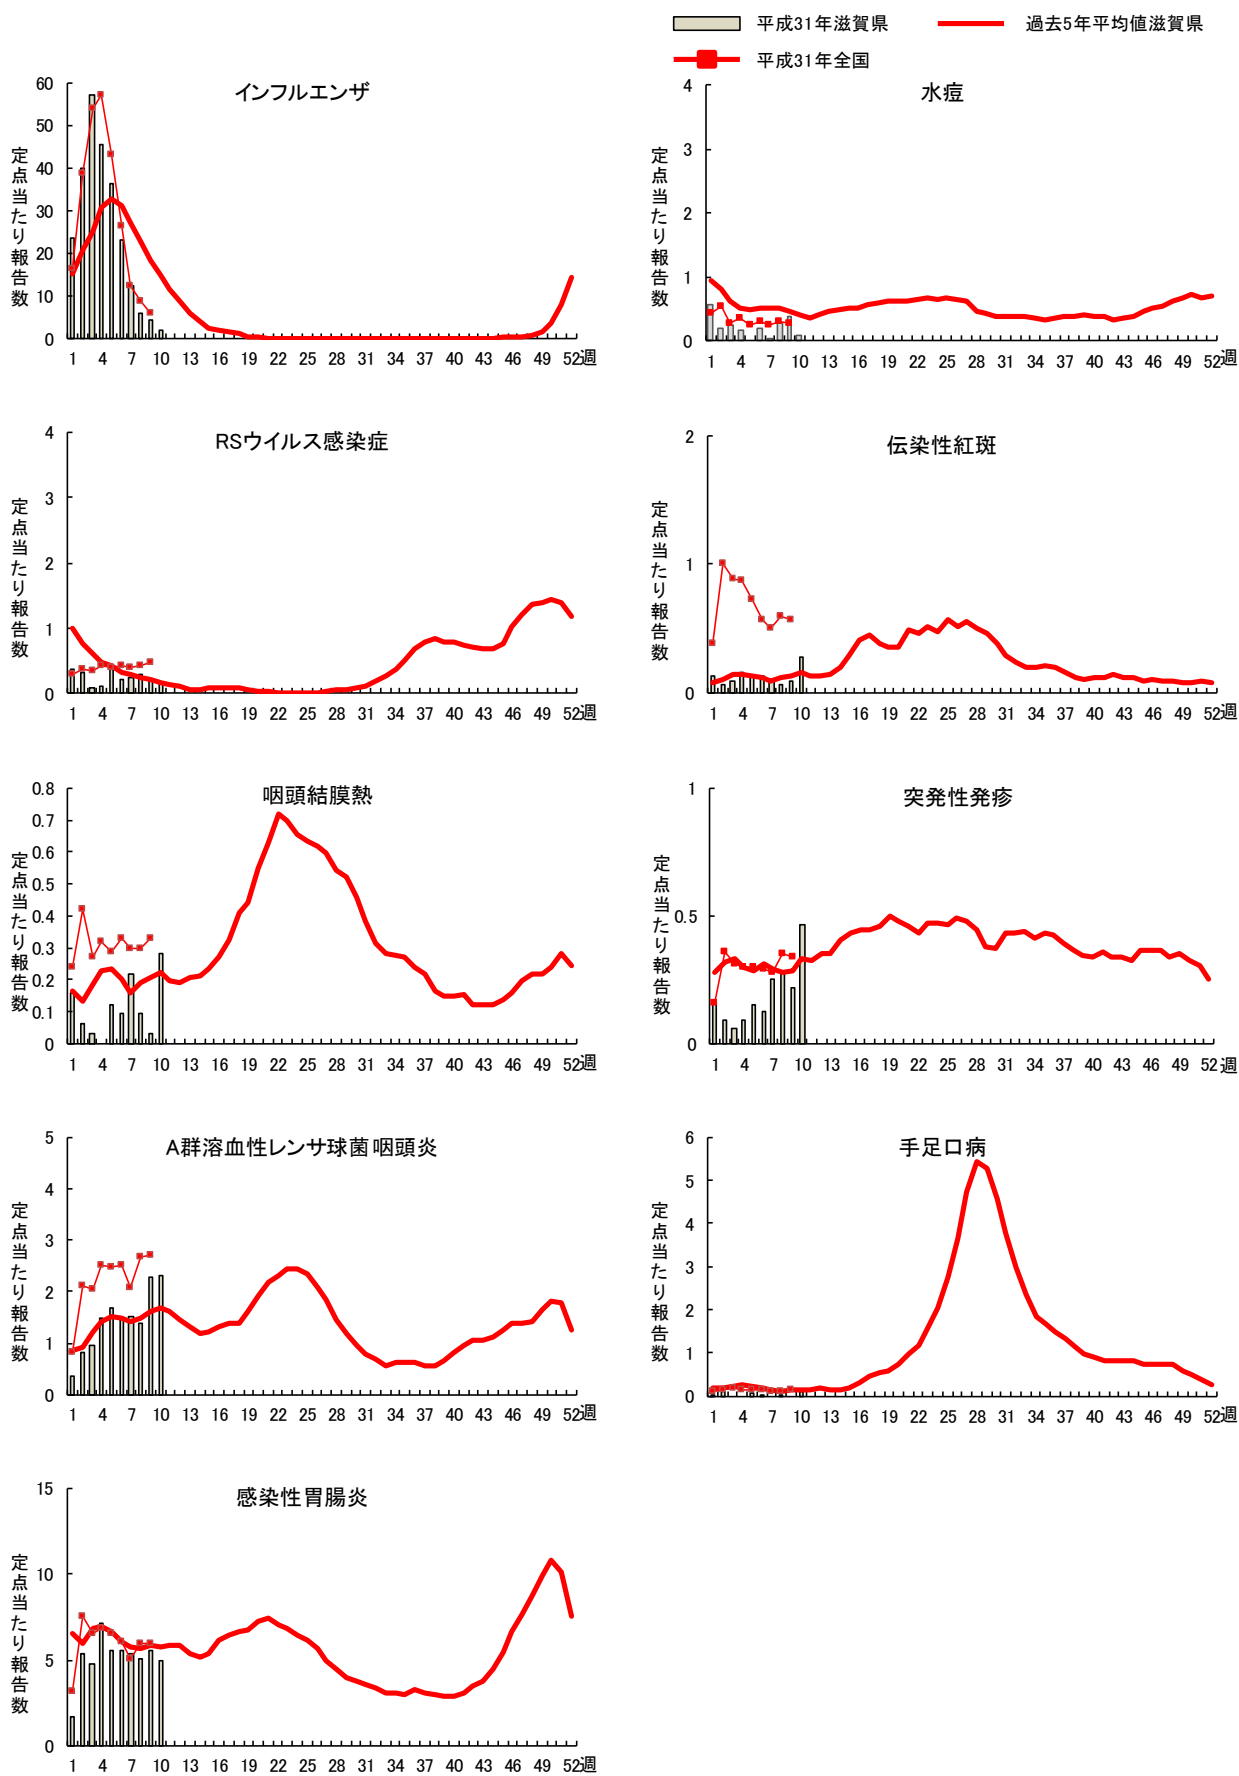 平成31年滋賀県
過去5年平均値滋賀県
平成31年全国
インフルエンザ
定点当たり報告数
60
50
40
30
20
10
0
1 4 7 10 13 16 19 22 25 28 31 34 37 40 43 46 49 52週
水痘
定点当たり報告数
4
3
2
1
0
1 4 7 10 13 16 19 22 25 28 31 34 37 40 43 46 49 52週
RSウイルス感染症
定点当たり報告数
4
3
2
1
0
1 4 7 10 13 16 19 22 25 28 31 34 37 40 43 46 49 52週
伝染性紅斑
定点当たり報告数
2
1
0
1 4 7 10 13 16 19 22 25 28 31 34 37 40 43 46 49 52週
咽頭結膜熱
定点当たり報告数
0.8
0.7
0.6
0.5
0.4
0.3
0.2
0.1
0
1 4 7 10 13 16 19 22 25 28 31 34 37 40 43 46 49 52週
突発性発疹
定点当たり報告数
1
0.5
0
1 4 7 10 13 16 19 22 25 28 31 34 37 40 43 46 49 52週
A群溶血性レンサ球菌咽頭炎
定点当たり報告数
5
4
3
2
1
0
1 4 7 10 13 16 19 22 25 28 31 34 37 40 43 46 49 52週
手足口病
定点当たり報告数
6
5
4
3
2
1
0
1 4 7 10 13 16 19 22 25 28 31 34 37 40 43 46 49 52週
感染性胃腸炎
定点当たり報告数
15
10
5
0
1 4 7 10 13 16 19 22 25 28 31 34 37 40 43 46 49 52週